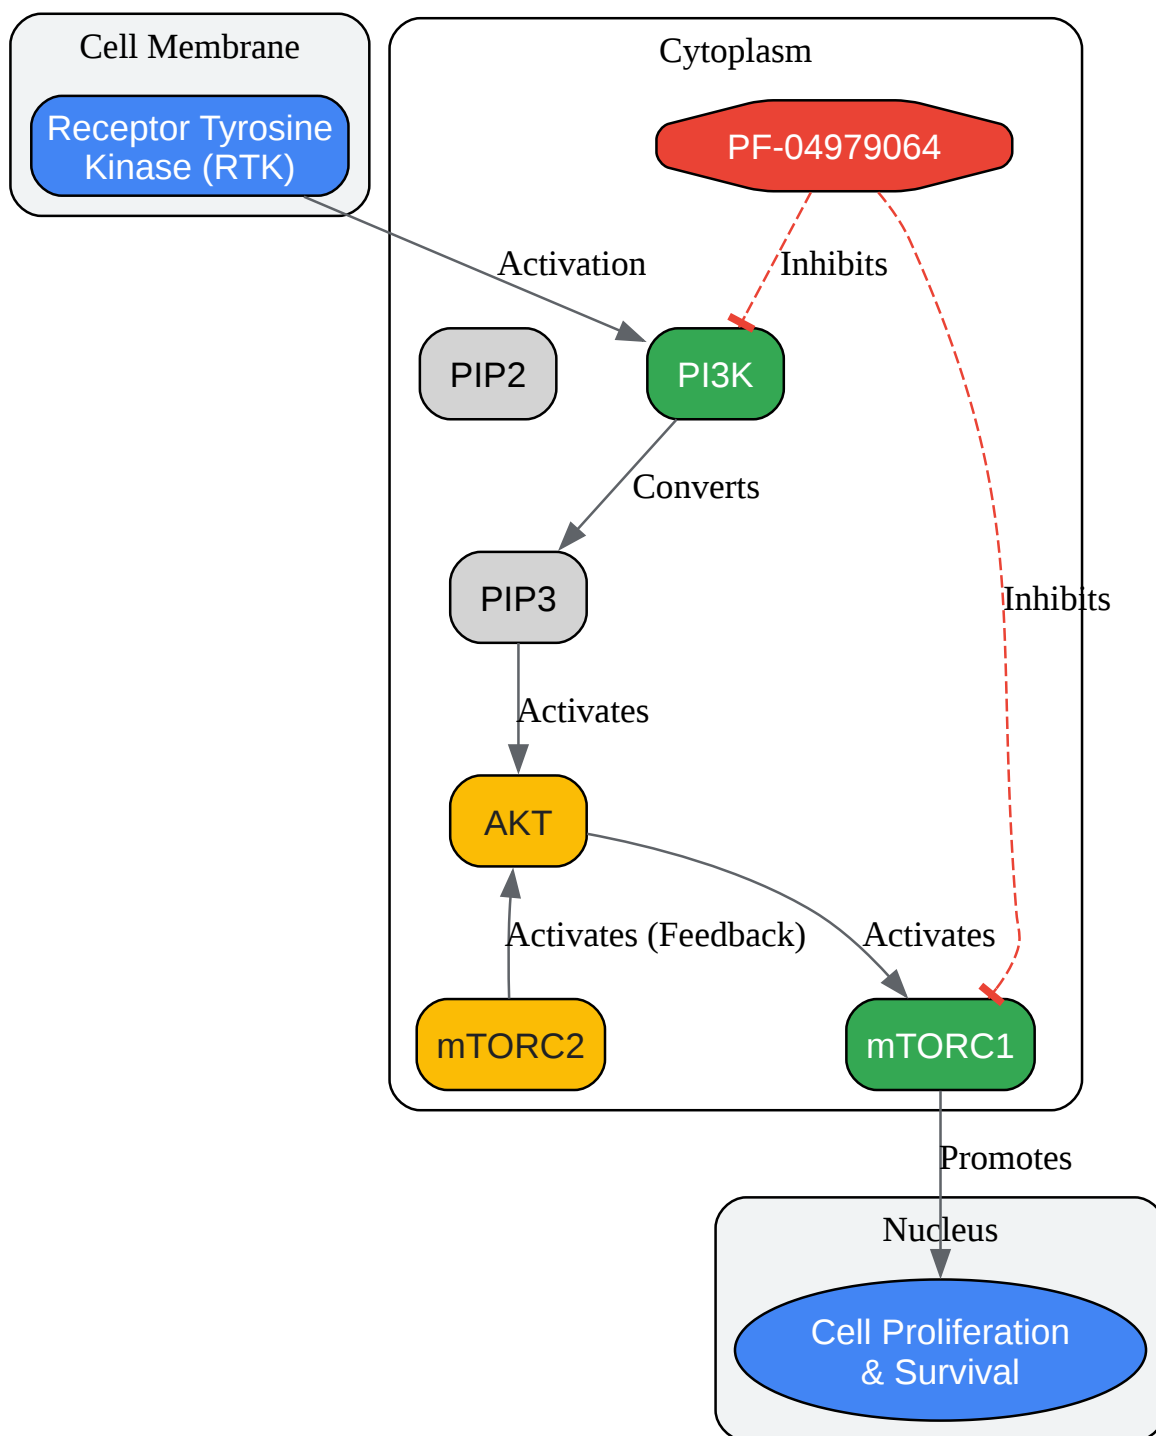 Cell Membrane
Receptor Tyrosine
Kinase (RTK)
Cytoplasm
PF-04979064
Activation
Inhibits
PIP2
PI3K
Converts
PIP3
Inhibits
Activates
AKT
Activates (Feedback)
Activates
mTORC2
mTORC1
Promotes
Nucleus
Cell Proliferation
& Survival